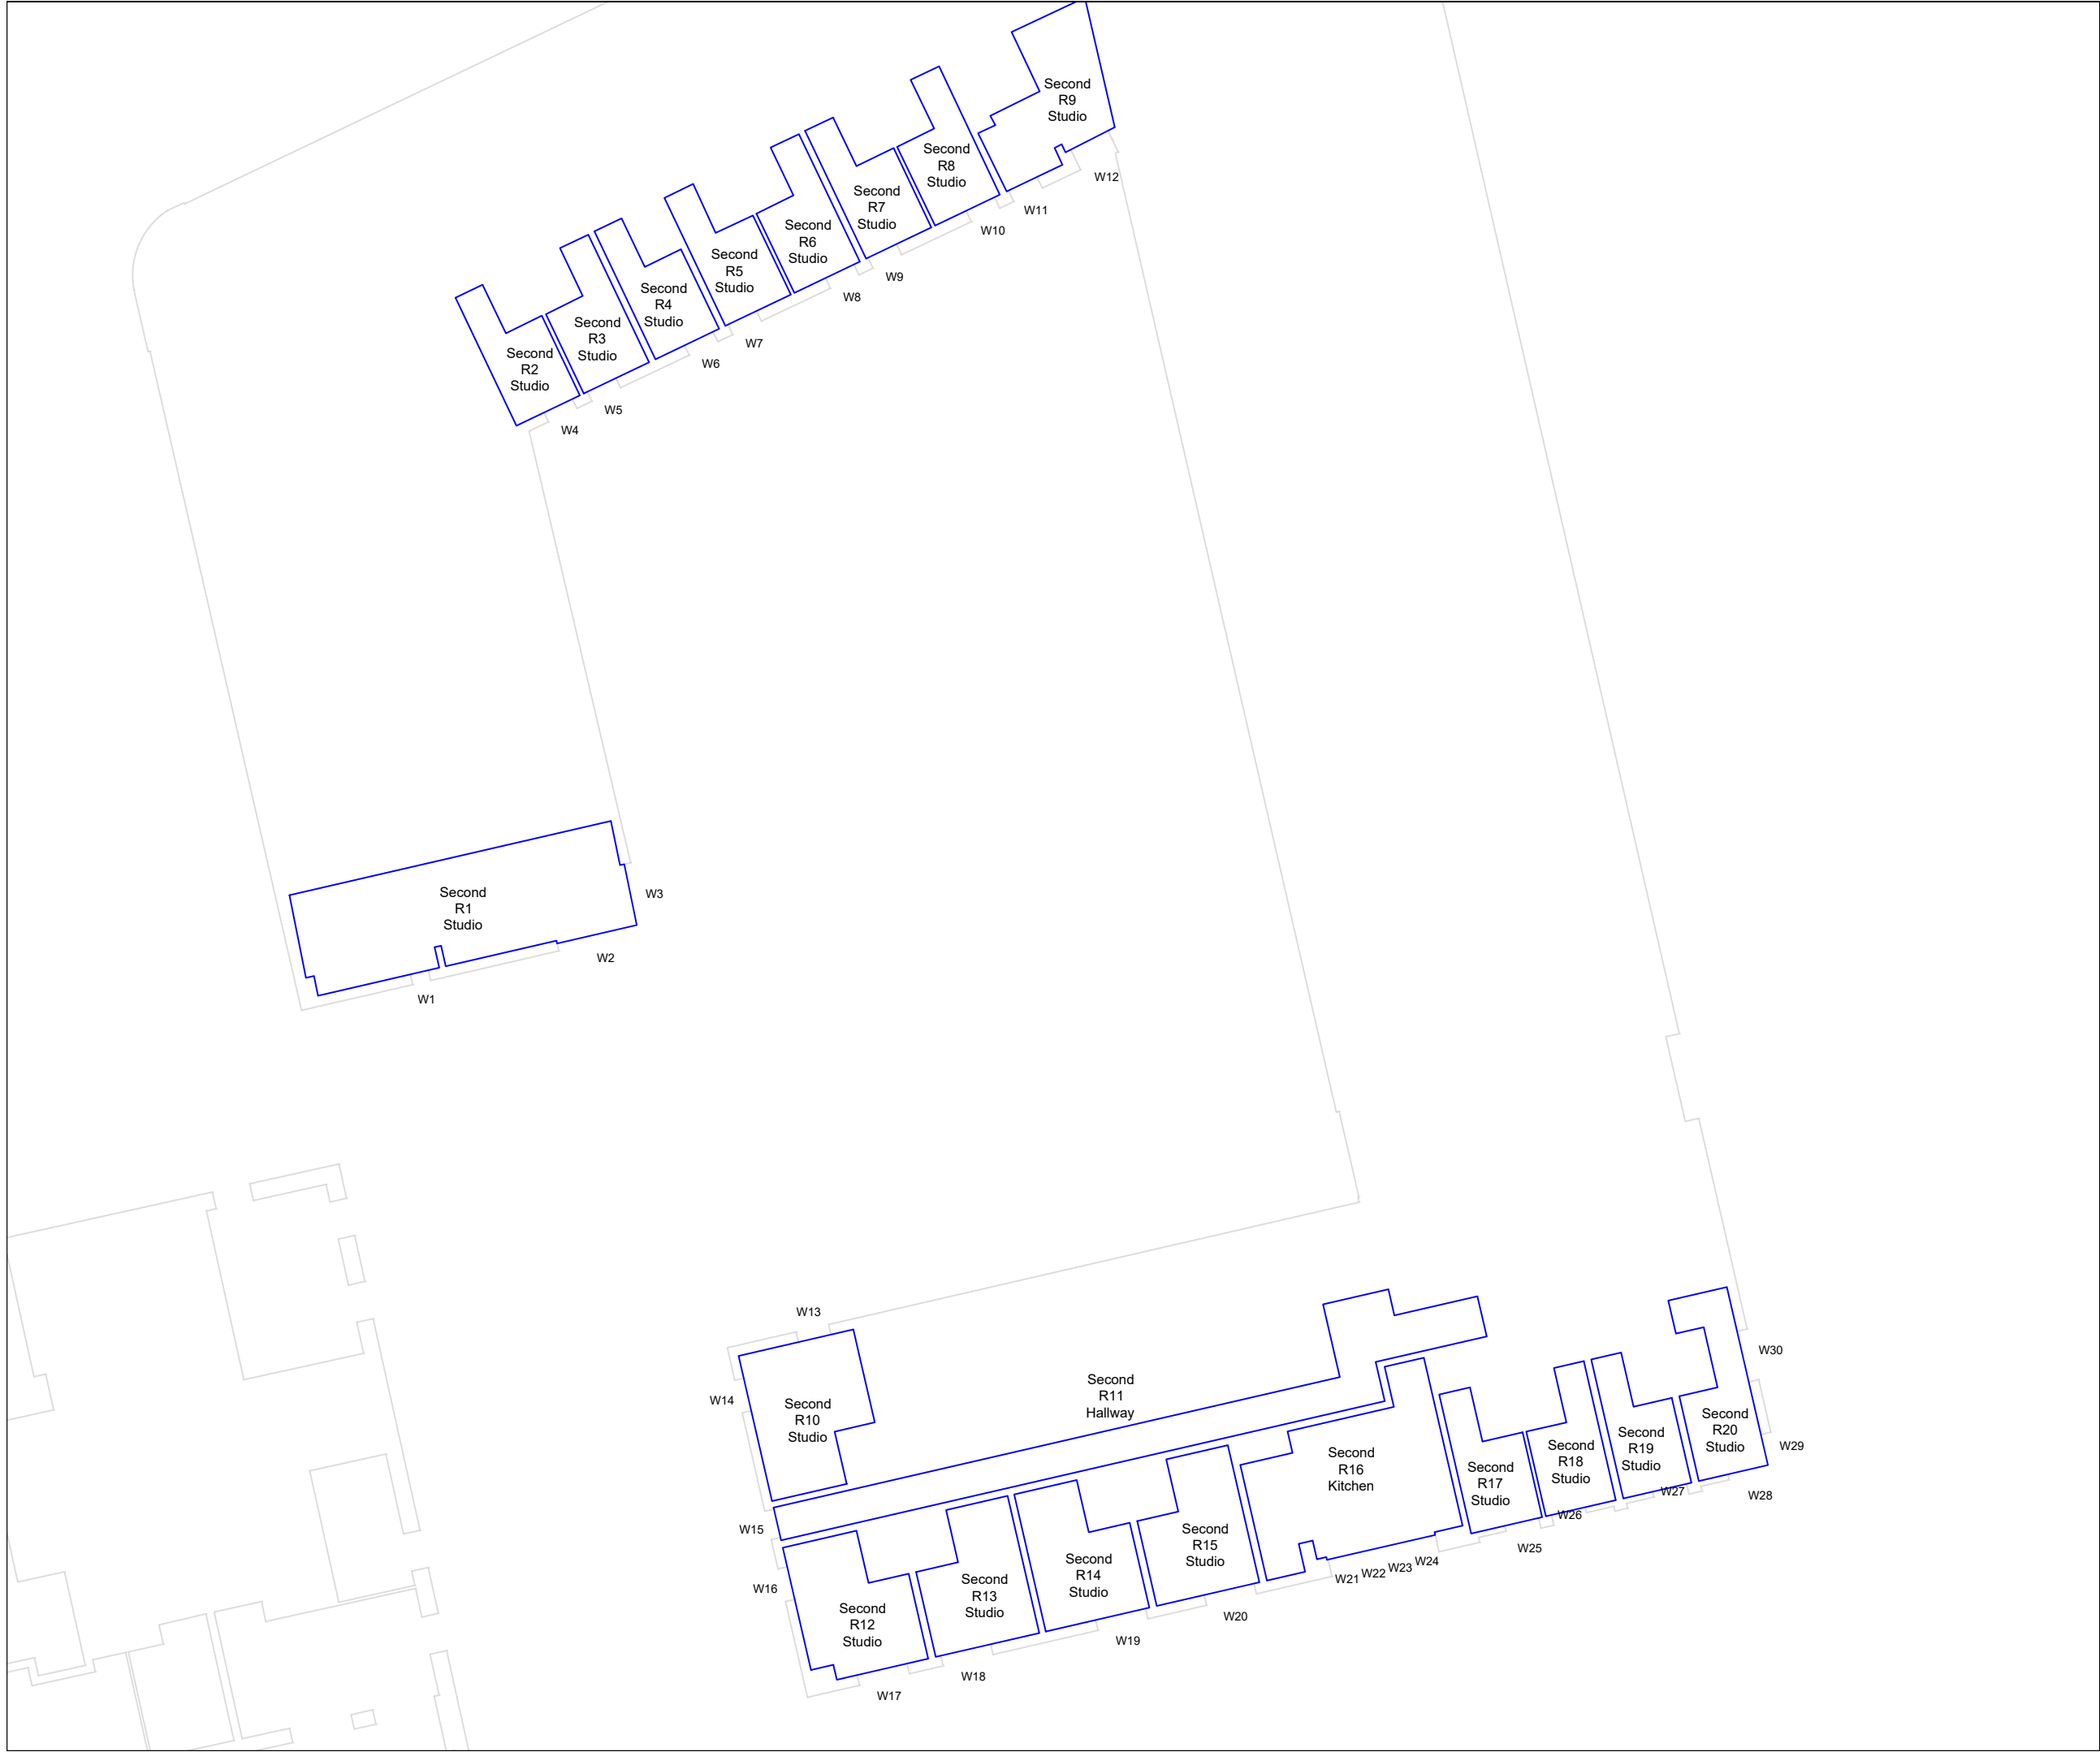 Second
R9
Studio
W12
Second
R8
Studio
W11
Second
R7
Studio
W10
Second
R6
Studio
W9
Second
R5
Studio
W8
Second
R4
Studio
W7
Second
R3
Studio
W6
Second
R2
Studio
W5
W4
Second
R1
Studio
W3
W2
W1
W13
W14
Second
R10
Studio
Second
R11
Hallway
W15
W16
Second
R12
Studio
W17
Second
R13
Studio
W18
Second
R14
Studio
W19
Second
R15
Studio
W20
Second
R16
Kitchen
W21
W22
W23
W24
Second
R17
Studio
W25
Second
R18
Studio
W26
Second
R19
Studio
W27
Second
R20
Studio
W28
W29
W30